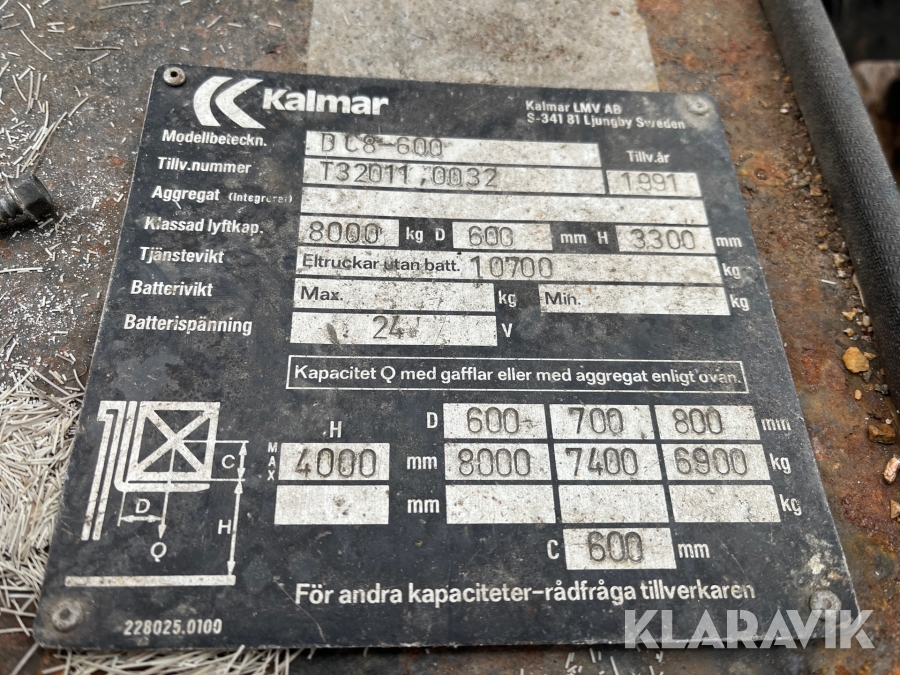 Kalmar
Kalmar LMV AB
S-341 81 Ljungby Sweden
Modellbeteckn. DC8-600
Tillv.nummer T32011,0032 Tillv.år 1991
Aggregat (integrerat)
Klassad lyftkap. 8000 kg D 600 mm H 3300 mm
Tjänstevikt Eltruckar utan batt. 10700 kg
Batterivikt Max. kg Min. kg
Batterispänning 24 V
Kapacitet Q med gafflar eller med aggregat enligt ovan.
H D 600 700 800 mm
MAX 4000 mm 8000 7400 6900 kg
mm kg
C 600 mm
C
D
H
Q
För andra kapaciteter-rådfråga tillverkaren
228025.0100
KLARAVIK